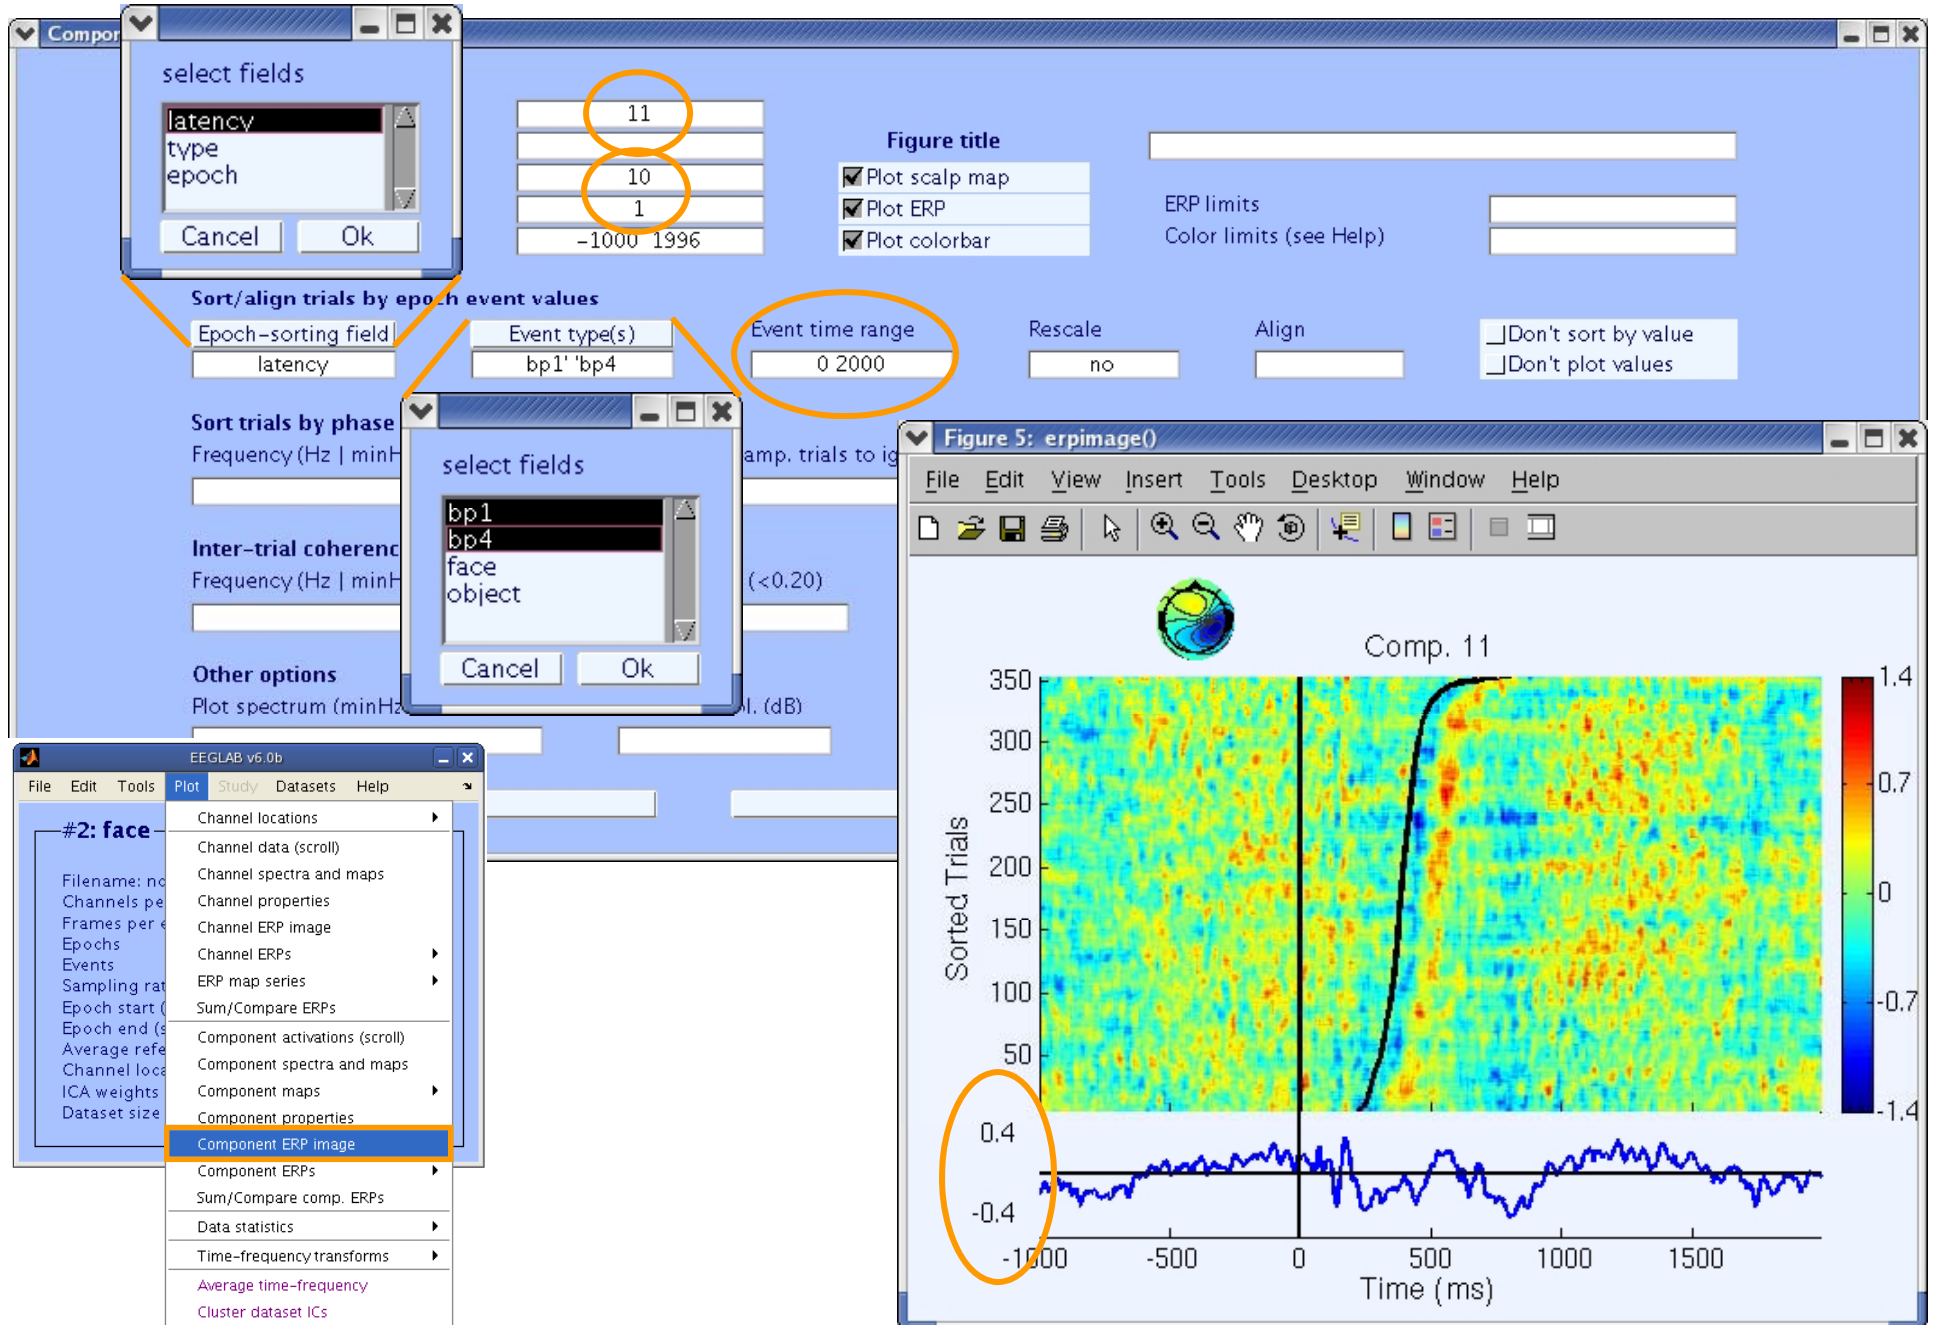 Compo
select fields
latency
type
epoch
Cancel Ok
11
10
1
-1000 1996
Figure title
Plot scalp map
Plot ERP
Plot colorbar
ERP limits
Color limits (see Help)
Sort/align trials by epoch event values
Epoch-sorting field Event type(s) Event time range Rescale Align
latency bp1' 'bp4 0 2000 no
Don't sort by value
Don't plot values
Sort trials by phase
Frequency (Hz | minH amp. trials to ig
Inter-trial coherenc
Frequency (Hz | minH (<0.20)
Other options
Plot spectrum (minHz l. (dB)
select fields
bp1
bp4
face
object
Cancel Ok
EEGLAB v6.0b
File Edit Tools Plot Study Datasets Help
#2: face
Filename: no
Channels pe
Frames per e
Epochs
Events
Sampling rat
Epoch start (
Epoch end (s
Average refe
Channel loca
ICA weights
Dataset size
Channel locations
Channel data (scroll)
Channel spectra and maps
Channel properties
Channel ERP image
Channel ERPs
ERP map series
Sum/Compare ERPs
Component activations (scroll)
Component spectra and maps
Component maps
Component properties
Component ERP image
Component ERPs
Sum/Compare comp. ERPs
Data statistics
Time-frequency transforms
Average time-frequency
Cluster dataset ICs
Figure 5: erpimage()
File Edit View Insert Tools Desktop Window Help
Comp. 11
Sorted Trials
350
300
250
200
150
100
50
1.4
0.7
0
-0.7
-1.4
0.4
-0.4
-1000 -500 0 500 1000 1500
Time (ms)